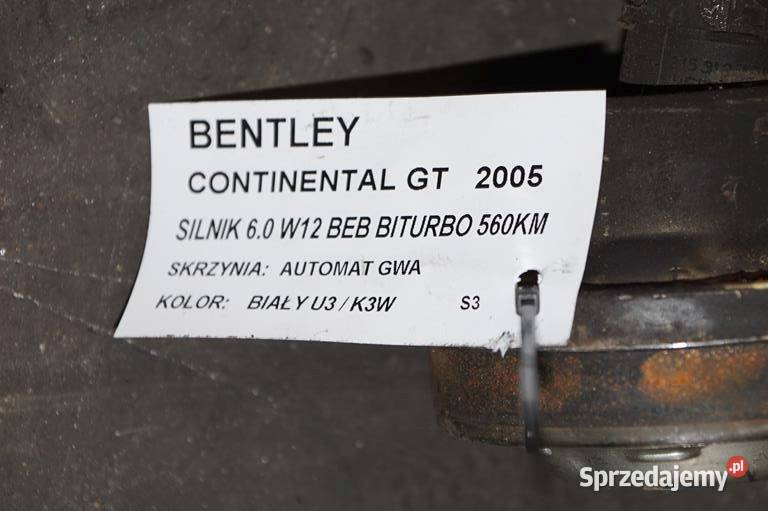 BENTLEY
CONTINENTAL GT 2005
SILNIK 6.0 W12 BEB BITURBO 560KM
SKRZYNIA: AUTOMAT GWA
KOLOR: BIAŁY U3 / K3W S3
Sprzedajemy.pl